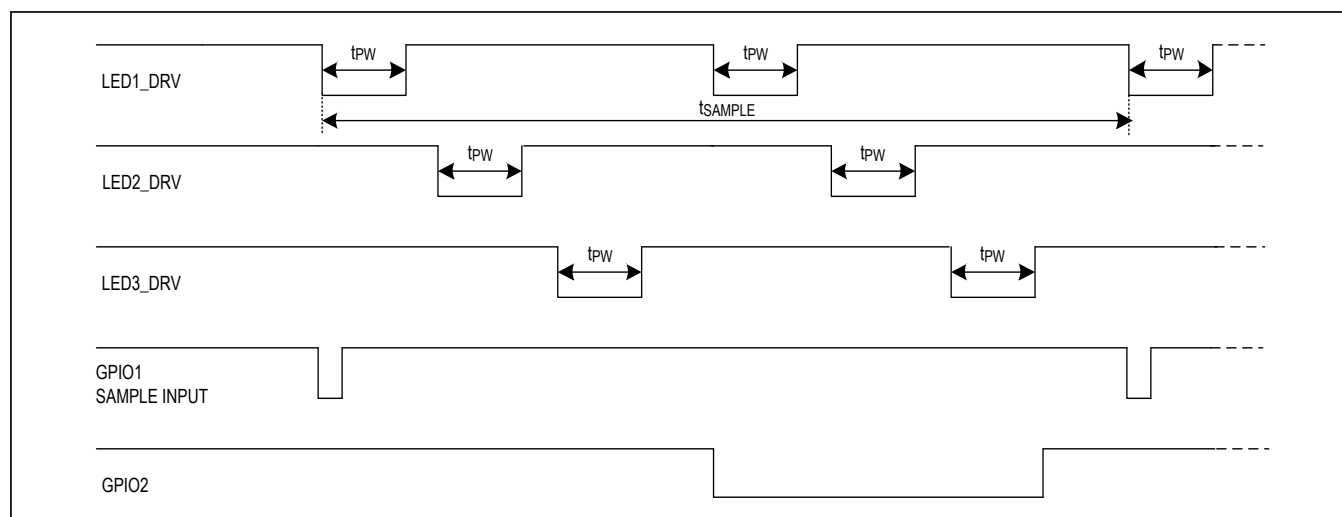 tPW tPW tPW
LED1_DRV
tSAMPLE
tPW tPW
LED2_DRV
tPW tPW
LED3_DRV
GPIO1
SAMPLE INPUT
GPIO2